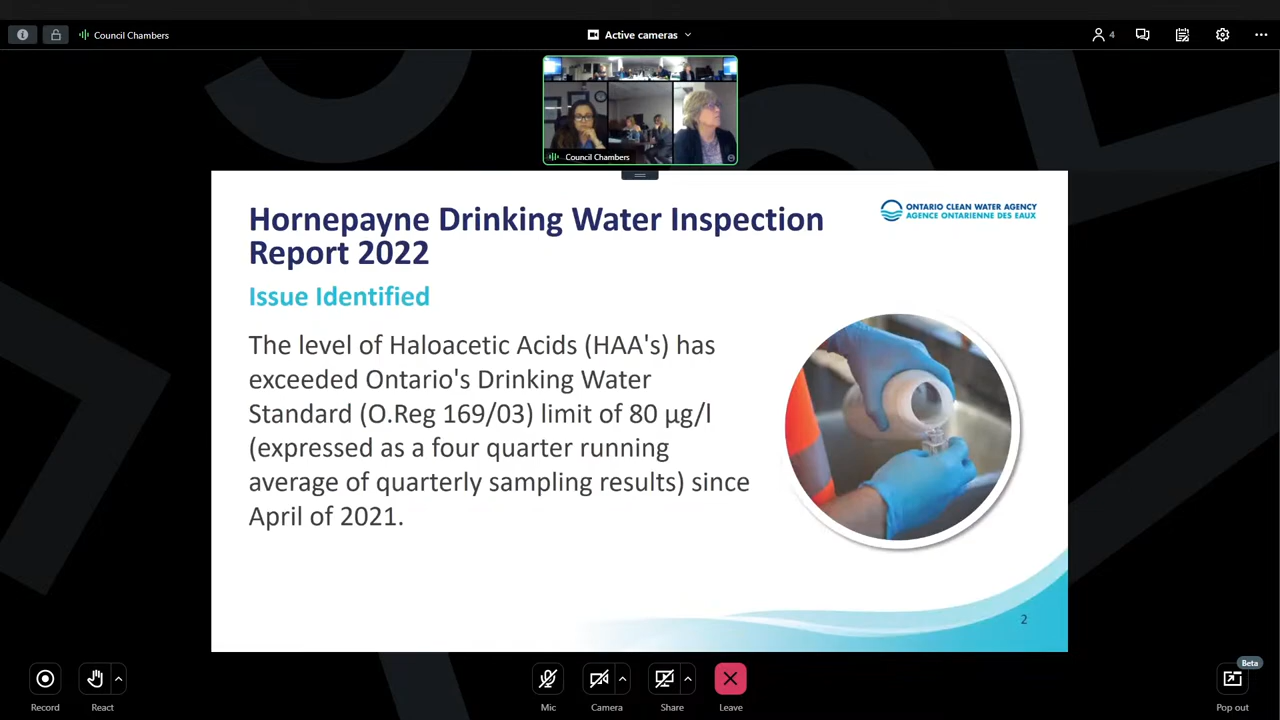 Council Chambers
Active cameras
4
Council Chambers
Hornepayne Drinking Water Inspection
Report 2022
ONTARIO CLEAN WATER AGENCY
AGENCE ONTARIENNE DES EAUX
Issue Identified
The level of Haloacetic Acids (HAA's) has
exceeded Ontario's Drinking Water
Standard (O.Reg 169/03) limit of 80 µg/l
(expressed as a four quarter running
average of quarterly sampling results) since
April of 2021.
2
Record
React
Mic
Camera
Share
Leave
Beta
Pop out